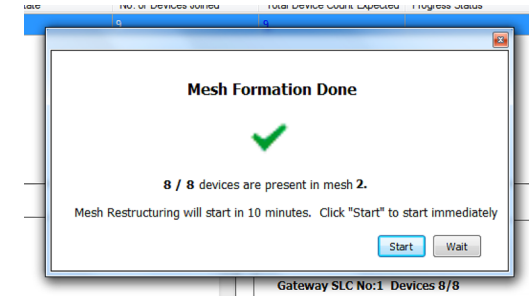 No. of Devices Joined Total Device Count Expected Progress Status
9 9
Mesh Formation Done
8 / 8 devices are present in mesh 2.
Mesh Restructuring will start in 10 minutes. Click "Start" to start immediately
Start Wait
Gateway SLC No:1 Devices 8/8